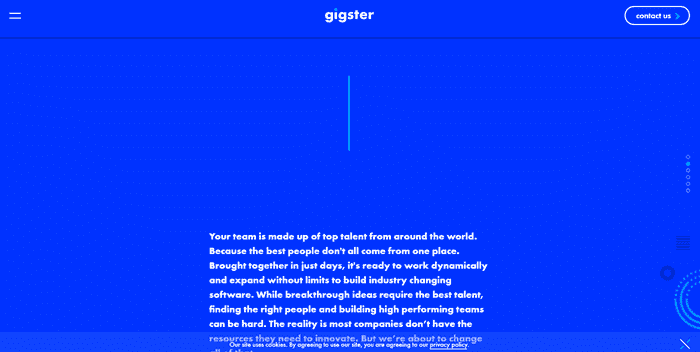 gigster
contact us
Your team is made up of top talent from around the world.
Because the best people don't all come from one place.
Brought together in just days, it's ready to work dynamically
and expand without limits to build industry changing
software. While breakthrough ideas require the best talent,
finding the right people and building high performing teams
can be hard. The reality is most companies don't have the
resources they need to innovate. But we're about to change
all of that.
Our site uses cookies. By agreeing to use our site, you are agreeing to our privacy policy.